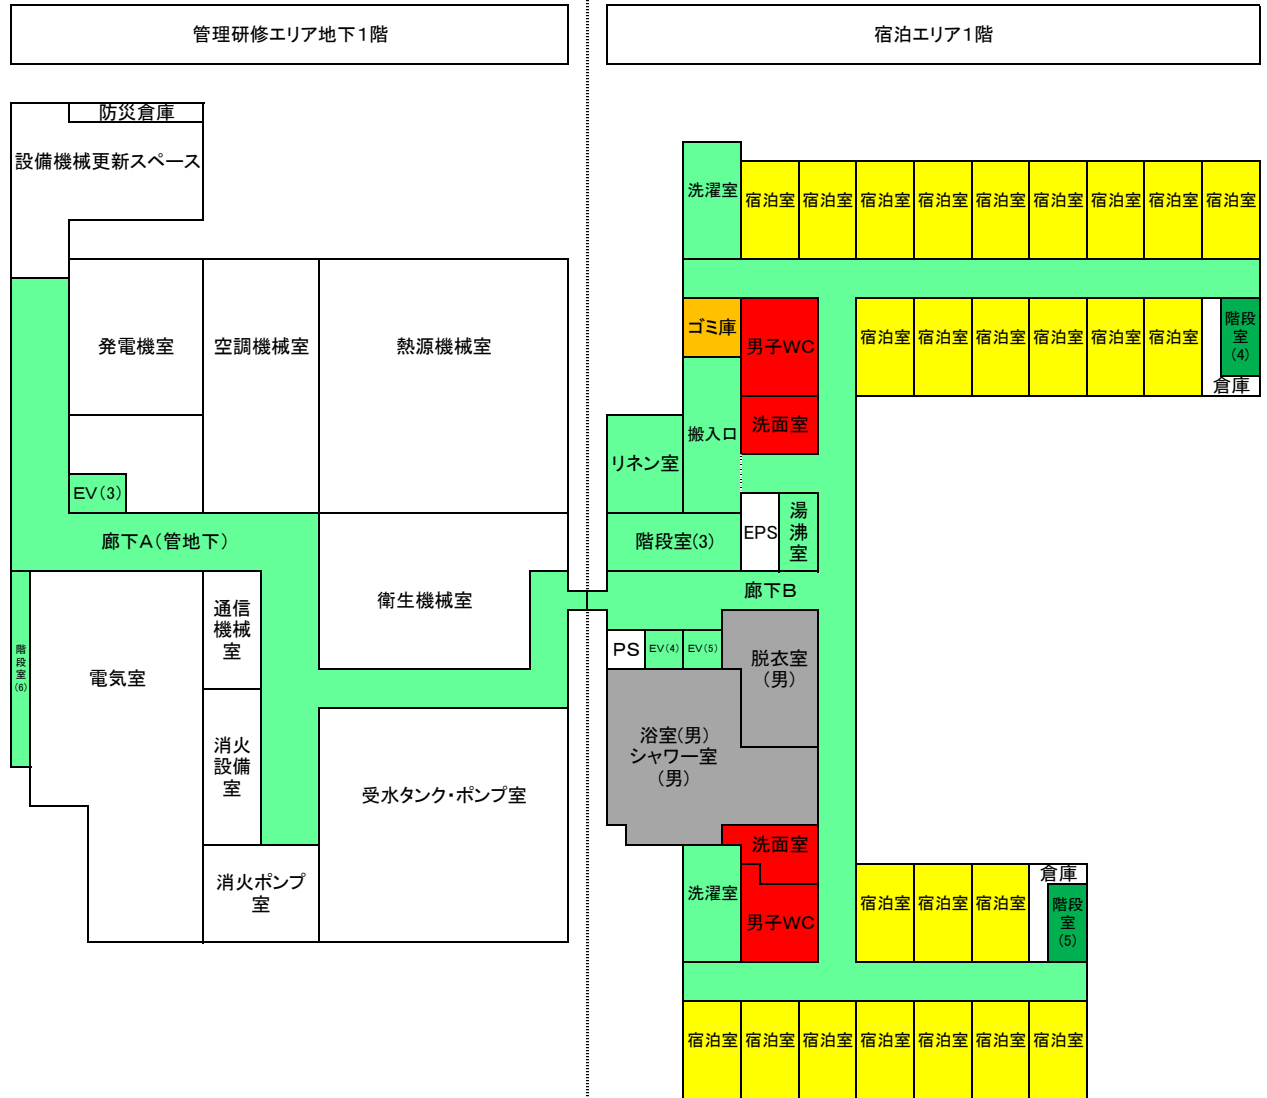 管理研修エリア地下１階
宿泊エリア１階
防災倉庫
設備機械更新スペース
発電機室
空調機械室
熱源機械室
EV(3)
廊下A(管地下)
衛生機械室
通信
機械
室
階
段
室
(6)
電気室
消火
設備
室
受水タンク・ポンプ室
消火ポンプ
室
洗濯室
宿泊室
宿泊室
宿泊室
宿泊室
宿泊室
宿泊室
宿泊室
宿泊室
宿泊室
ゴミ庫
男子WC
宿泊室
宿泊室
宿泊室
宿泊室
宿泊室
宿泊室
階段
室
(4)
倉庫
洗面室
搬入口
リネン室
階段室(3)
EPS
湯
沸
室
廊下B
PS
EV(4)
EV(5)
脱衣室
(男)
浴室(男)
シャワー室
(男)
洗面室
洗濯室
男子WC
宿泊室
宿泊室
宿泊室
倉庫
階段
室
(5)
宿泊室
宿泊室
宿泊室
宿泊室
宿泊室
宿泊室
宿泊室